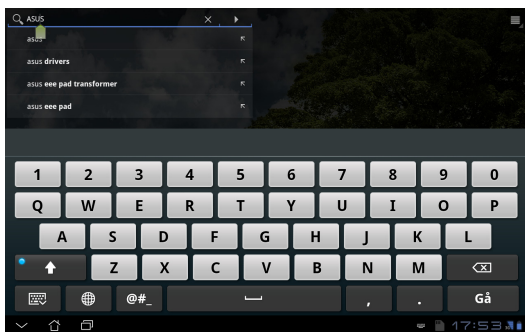 ASUS
asus
asus drivers
asus eee pad transformer
asus eee pad
1 2 3 4 5 6 7 8 9 0
Q W E R T Y U I O P
A S D F G H J K L
Z X C V B N M
@#_ , . Gå
17:53